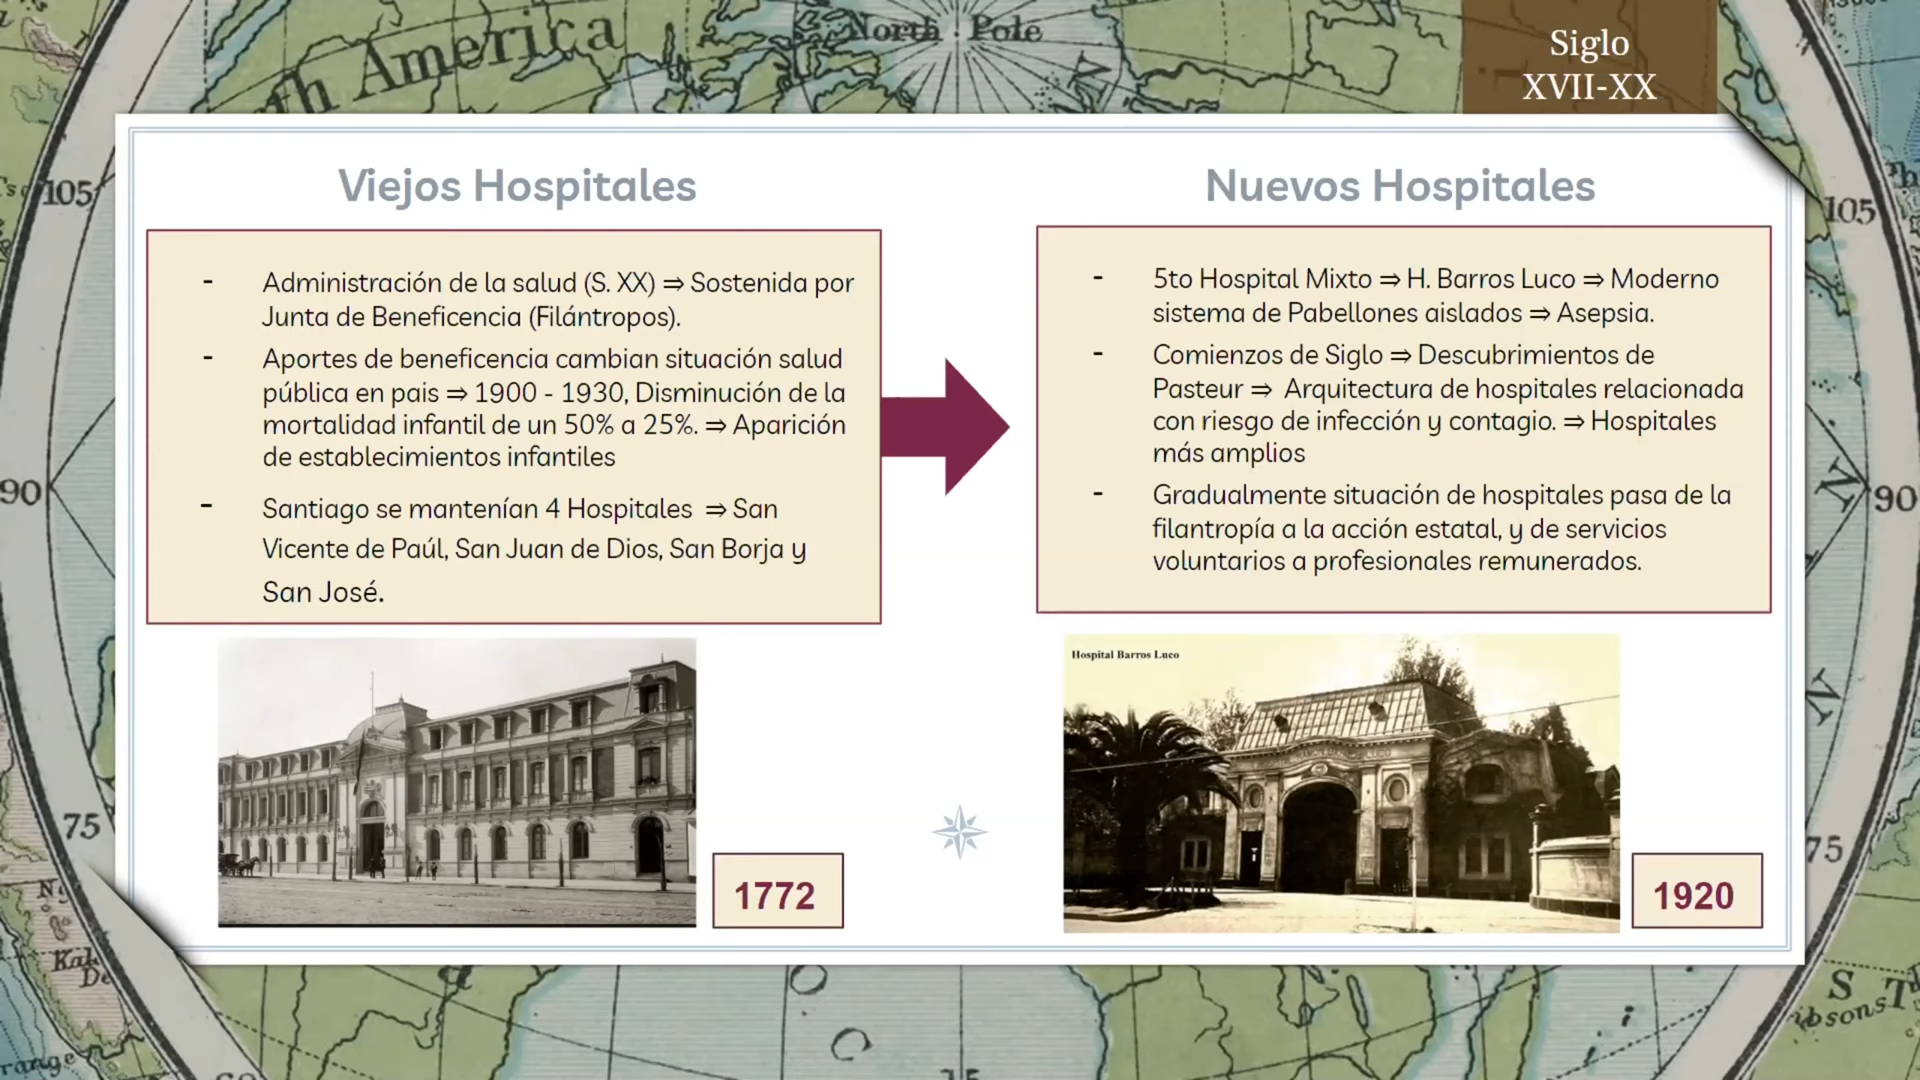 North America
North Pole
Siglo
XVII-XX
105
105
90
90
75
75
Viejos Hospitales
- Administración de la salud (S. XX) ⇒ Sostenida por
Junta de Beneficencia (Filántropos).
- Aportes de beneficencia cambian situación salud
pública en pais ⇒ 1900 - 1930, Disminución de la
mortalidad infantil de un 50% a 25%. ⇒ Aparición
de establecimientos infantiles
- Santiago se mantenían 4 Hospitales ⇒ San
Vicente de Paúl, San Juan de Dios, San Borja y
San José.
1772
Nuevos Hospitales
- 5to Hospital Mixto ⇒ H. Barros Luco ⇒ Moderno
sistema de Pabellones aislados ⇒ Asepsia.
- Comienzos de Siglo ⇒ Descubrimientos de
Pasteur ⇒ Arquitectura de hospitales relacionada
con riesgo de infección y contagio. ⇒ Hospitales
más amplios
- Gradualmente situación de hospitales pasa de la
filantropía a la acción estatal, y de servicios
voluntarios a profesionales remunerados.
Hospital Barros Luco
1920